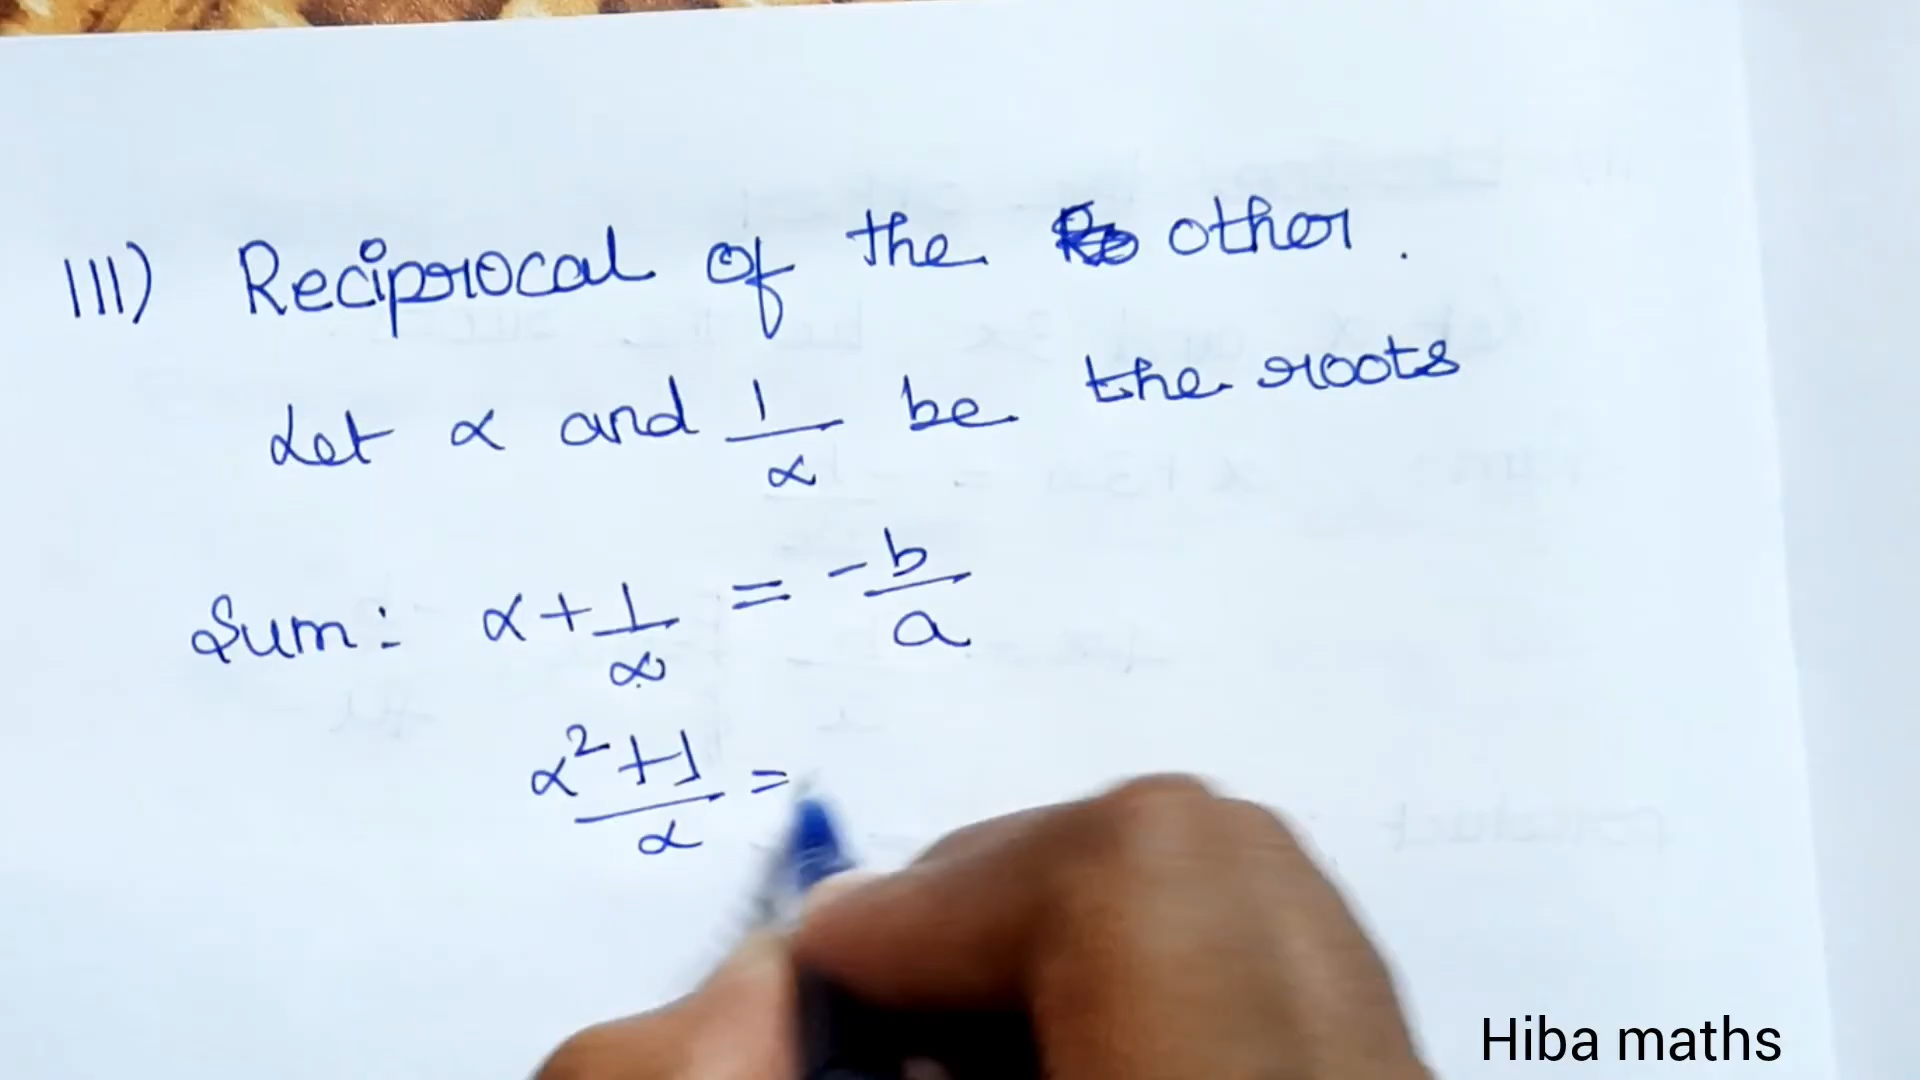 III) Reciprocal of the other.
Let α and 1/α be the roots
Sum: α + 1/α = -b/a
(α² + 1)/α =
Hiba maths